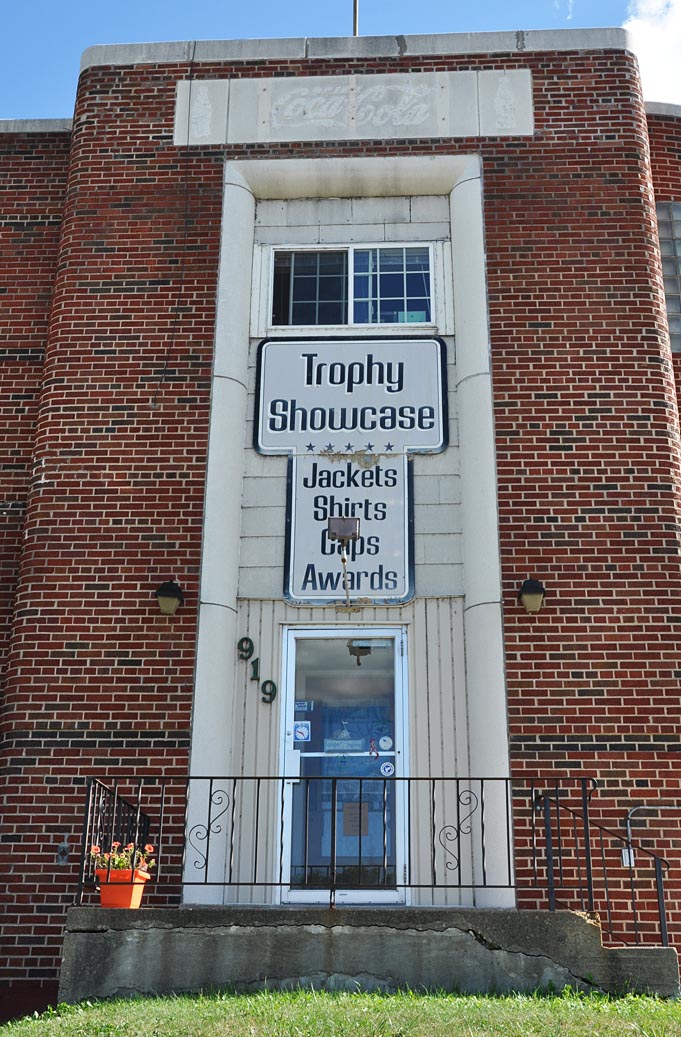 Coca-Cola
Trophy
Showcase
Jackets
Shirts
Caps
Awards
919